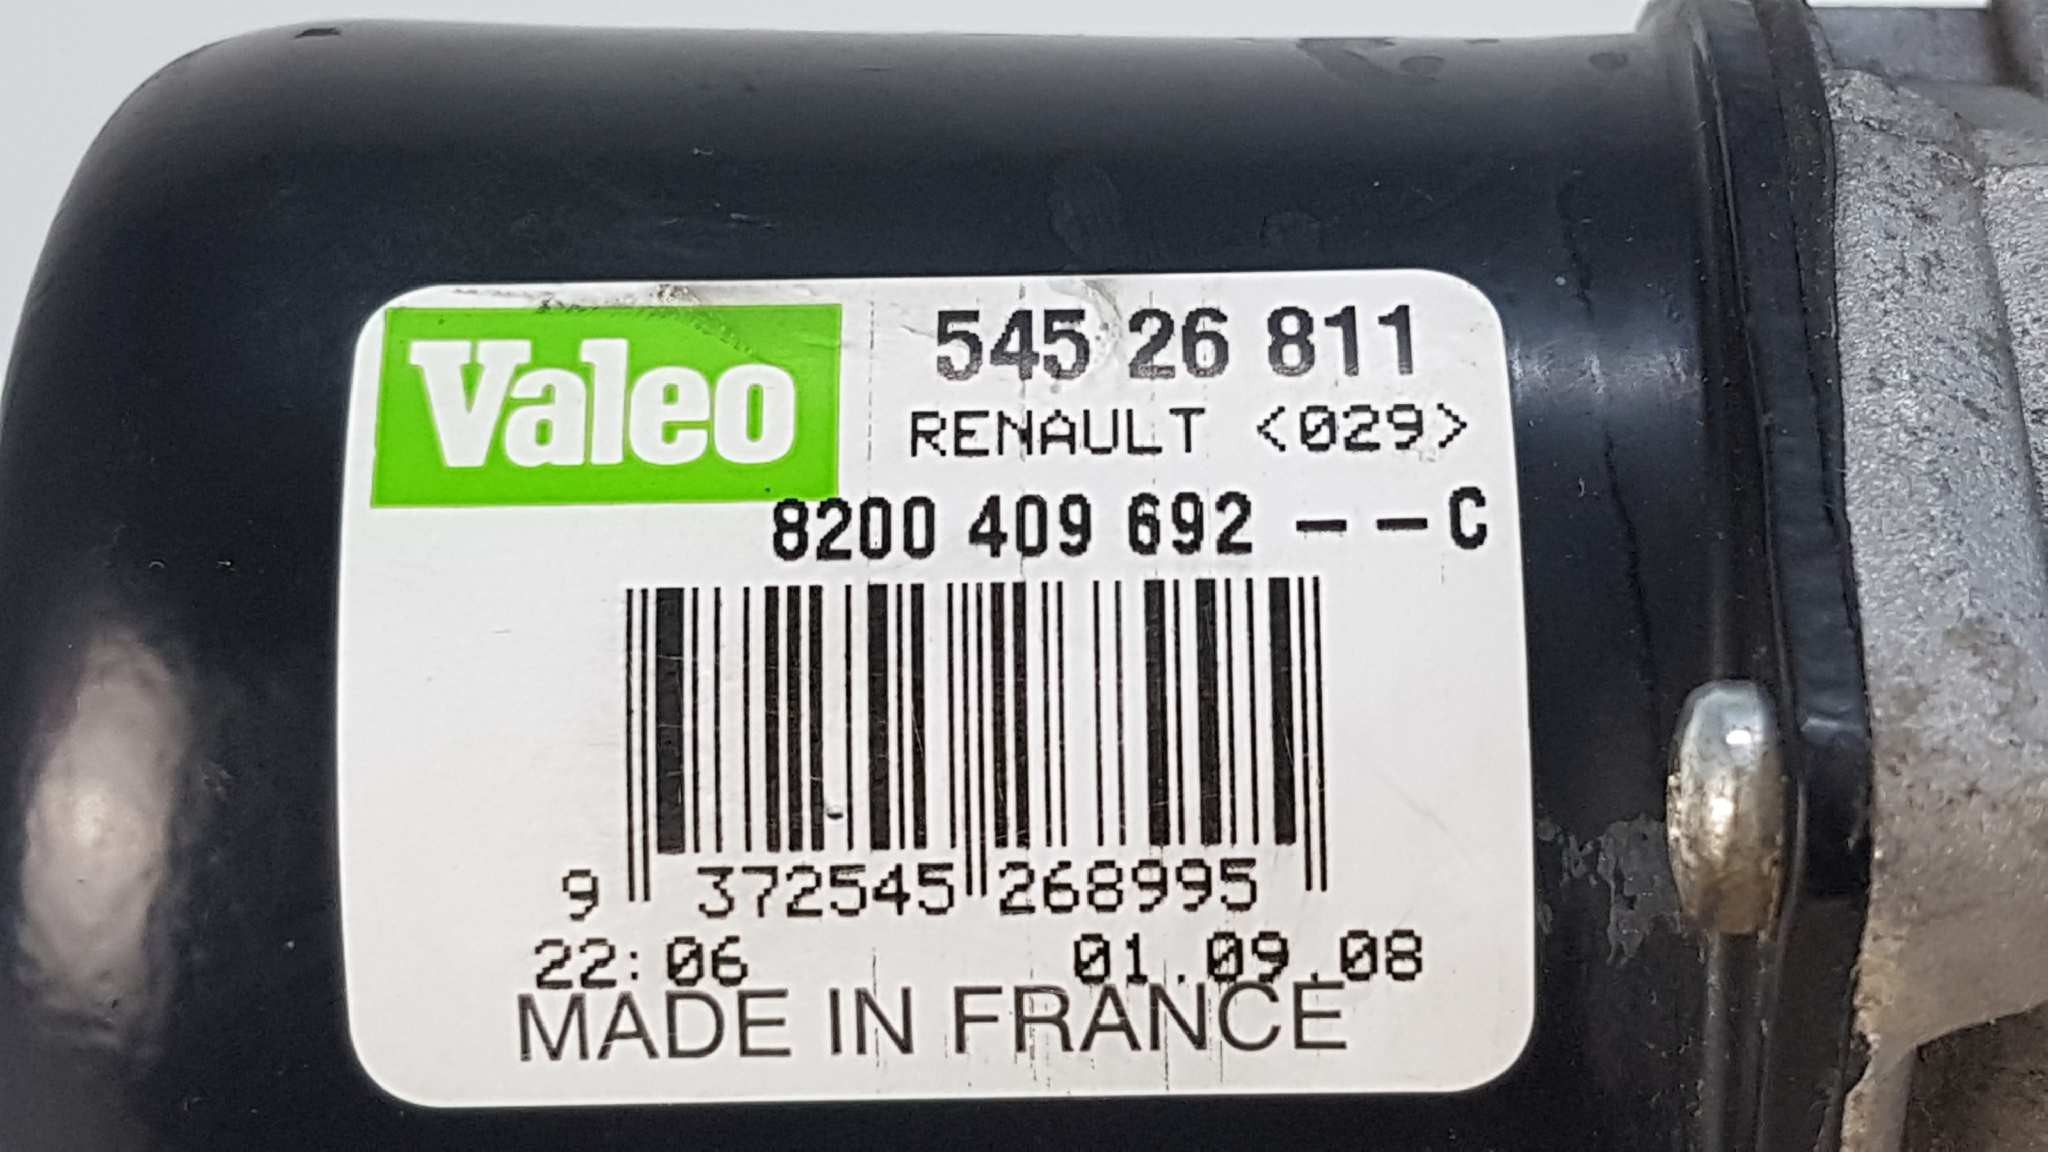 Valeo
545 26 811
RENAULT <029>
8200 409 692 --C
9 372545 268995
22:06 01.09.08
MADE IN FRANCE